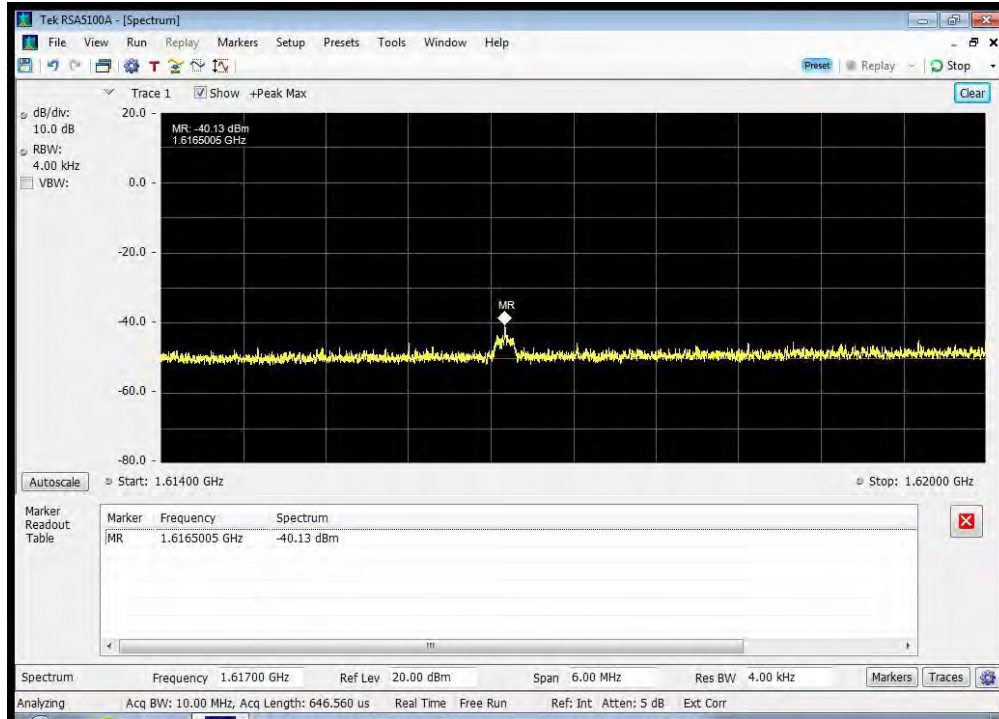 Tek RSA5100A - [Spectrum]
File View Run Replay Markers Setup Presets Tools Window Help
Preset Replay Stop
Trace 1 Show +Peak Max Clear
dB/div:
10.0 dB
RBW:
4.00 kHz
VBW:
20.0
0.0
-20.0
-40.0
-60.0
-80.0
MR: -40.13 dBm
1.6165005 GHz
MR
Autoscale Start: 1.61400 GHz Stop: 1.62000 GHz
Marker
Readout
Table
Marker Frequency Spectrum
MR 1.6165005 GHz -40.13 dBm
Spectrum Frequency 1.61700 GHz Ref Lev 20.00 dBm Span 6.00 MHz Res BW 4.00 kHz Markers Traces
Analyzing Acq BW: 10.00 MHz, Acq Length: 646.560 us Real Time Free Run Ref: Int Atten: 5 dB Ext Corr